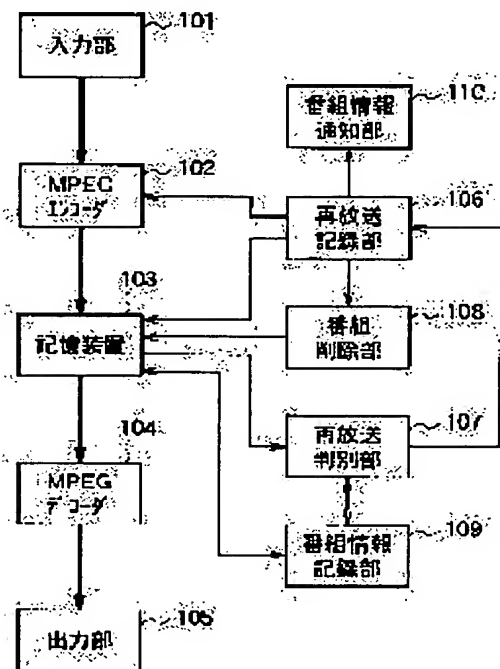 101
入力部
110
番組情報
通知部
102
MPEG
エンコーダ
106
再放送
記録部
103
記憶装置
108
番組
削除部
104
107
再放送
判別部
MPEG
デコーダ
109
番組情報
記録部
105
出力部